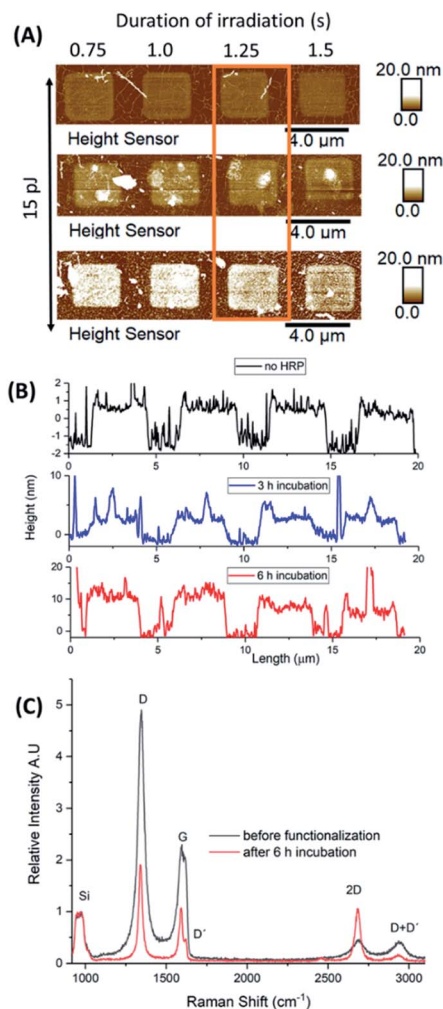 Duration of irradiation (s)
(A)
0.75 1.0 1.25 1.5
20.0 nm
0.0
Height Sensor 4.0 µm
15 pJ
20.0 nm
0.0
Height Sensor 4.0 µm
20.0 nm
0.0
Height Sensor 4.0 µm
(B)
no HRP
2
1
0
-1
-2
0 5 10 15 20
Height (nm)
3 h incubation
10
5
0
0 5 10 15 20
6 h incubation
20
10
0
0 5 10 15 20
Length (µm)
(C)
Relative Intensity A.U
5
4
3
2
1
0
D
G
before functionalization
after 6 h incubation
Si
D´
2D
D+D´
1000 1500 2000 2500 3000
Raman Shift (cm⁻¹)